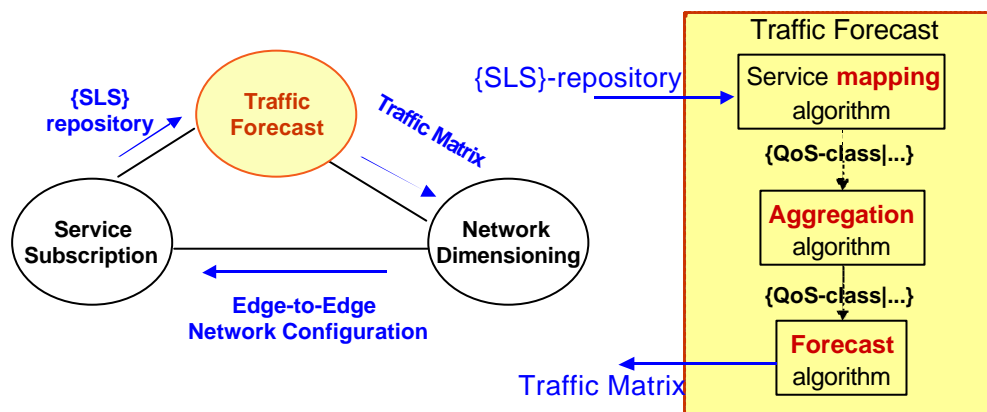 {SLS}
repository
Traffic
Forecast
Traffic Matrix
Service
Subscription
Network
Dimensioning
Edge-to-Edge
Network Configuration
{SLS}-repository
Traffic Matrix
Traffic Forecast
Service mapping
algorithm
{QoS-class|...}
Aggregation
algorithm
{QoS-class|...}
Forecast
algorithm